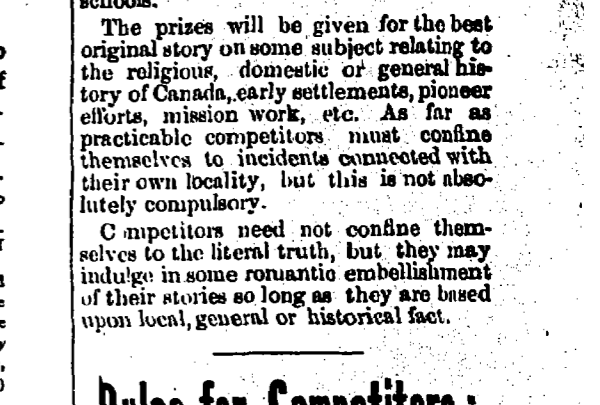 schools.
The prizes will be given for the best
original story on some subject relating to
the religious, domestic or general his-
tory of Canada, early settlements, pioneer
efforts, mission work, etc. As far as
practicable competitors must confine
themselves to incidents connected with
their own locality, but this is not abso-
lutely compulsory.
C mpetitors need not confine them-
selves to the literal truth, but they may
indulge in some romantic embellishment
of their stories so long as they are based
upon local, general or historical fact.
Rules for Competitors: